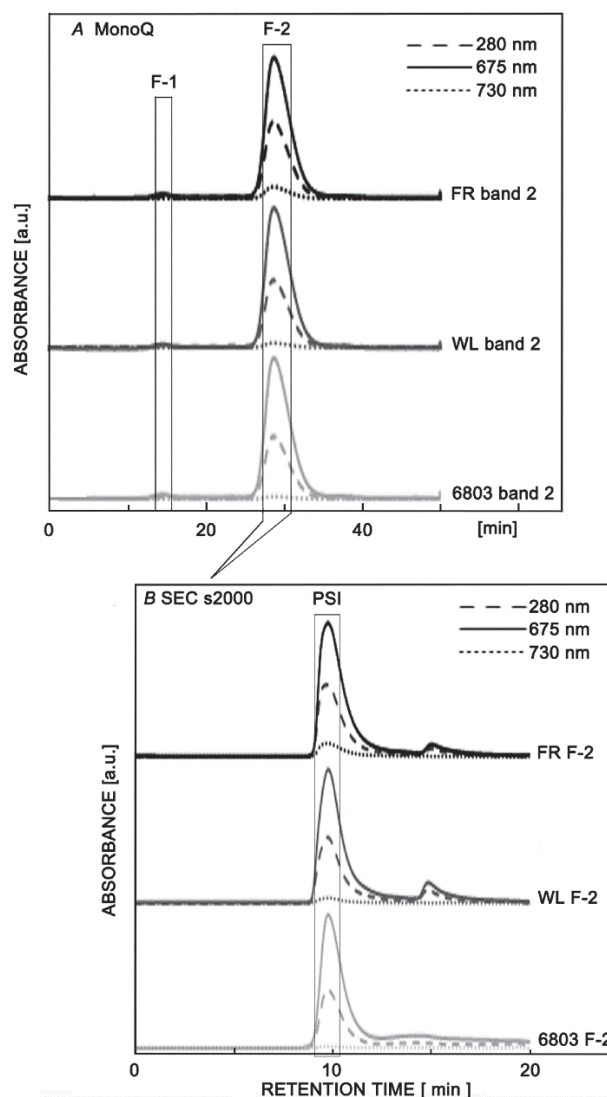 A MonoQ
F-1
F-2
280 nm
675 nm
730 nm
FR band 2
WL band 2
6803 band 2
ABSORBANCE [a.u.]
0 20 40 [min]
B SEC s2000
PSI
280 nm
675 nm
730 nm
FR F-2
WL F-2
6803 F-2
ABSORBANCE [a.u.]
10 20
RETENTION TIME [ min ]